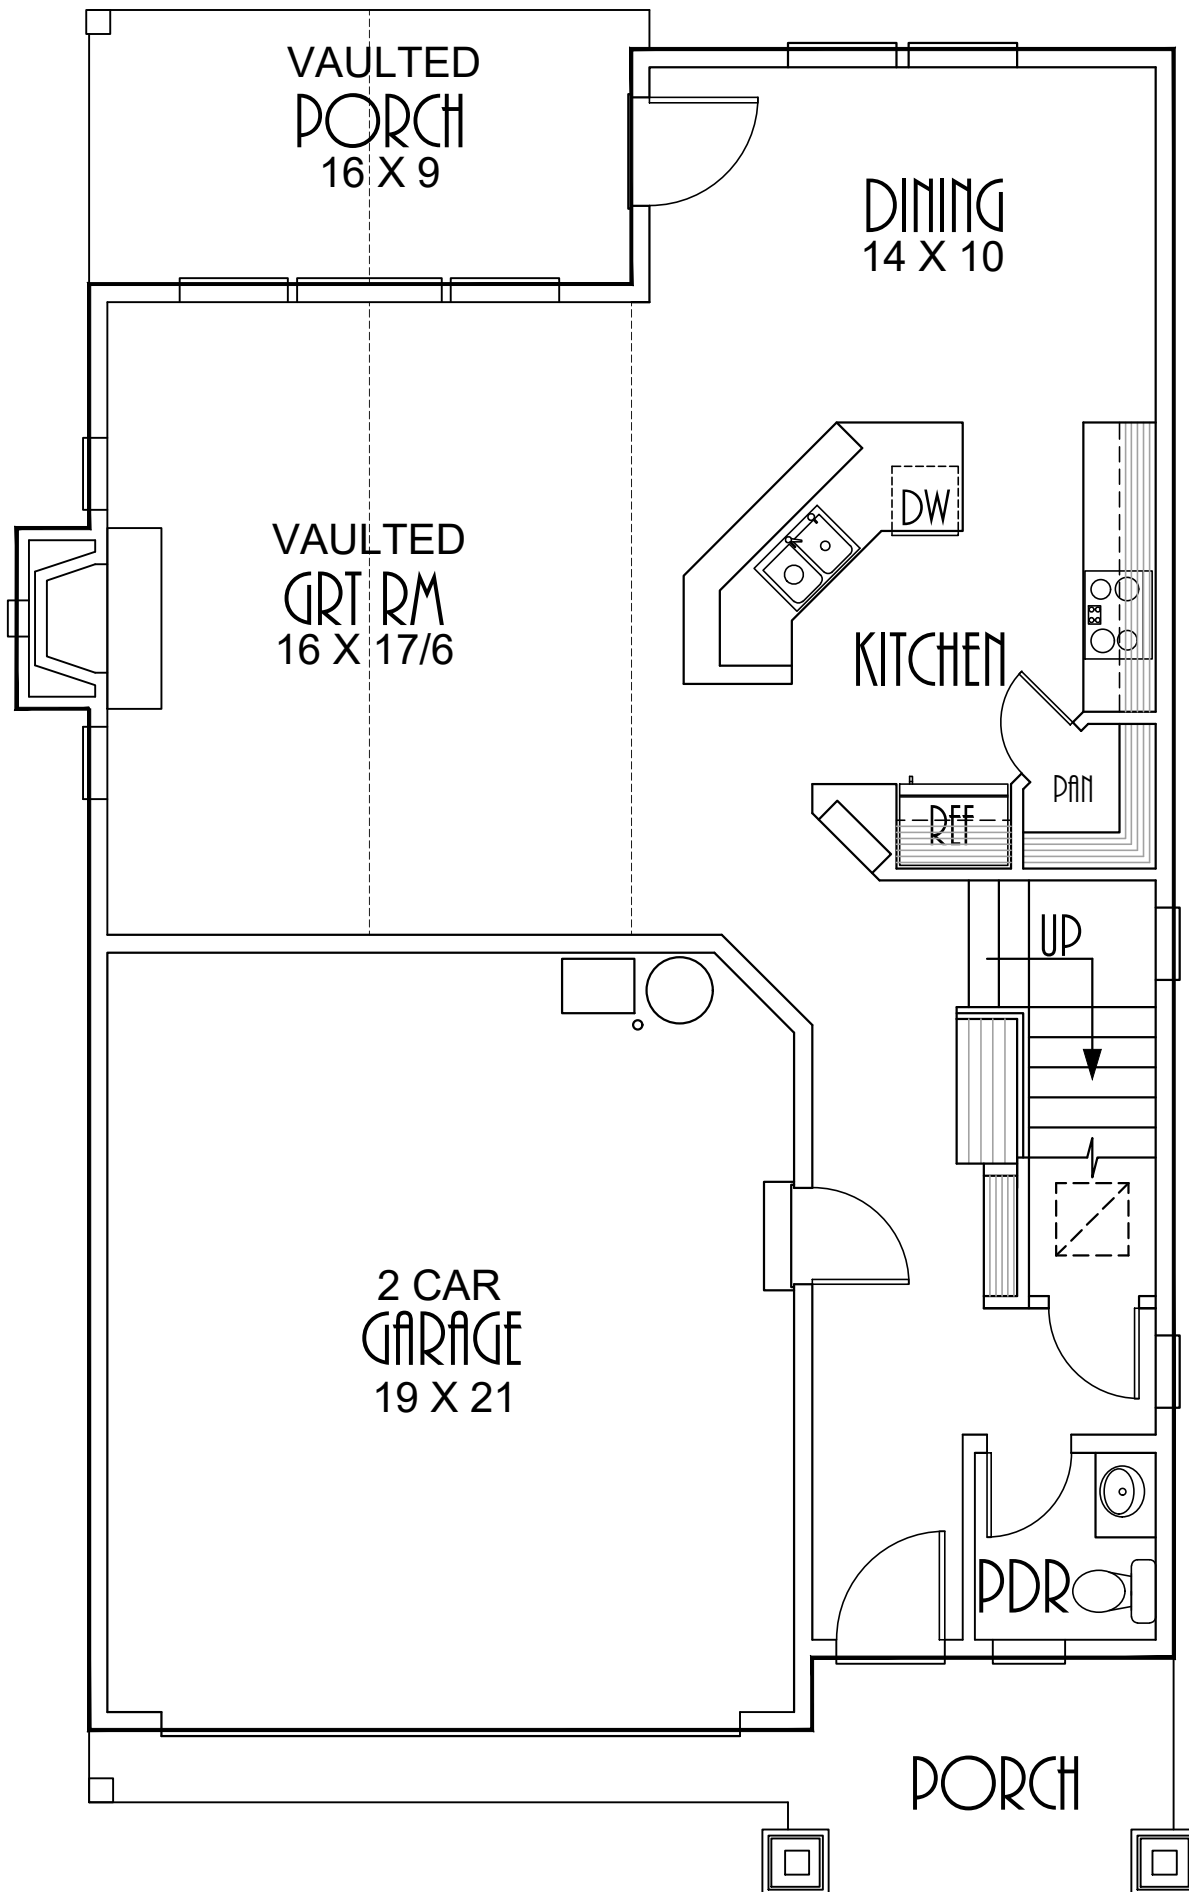 VAULTED
PORCH
16 X 9
DINING
14 X 10
DW
VAULTED
GRT RM
16 X 17/6
KITCHEN
PAN
REF
UP
2 CAR
GARAGE
19 X 21
PDR
PORCH